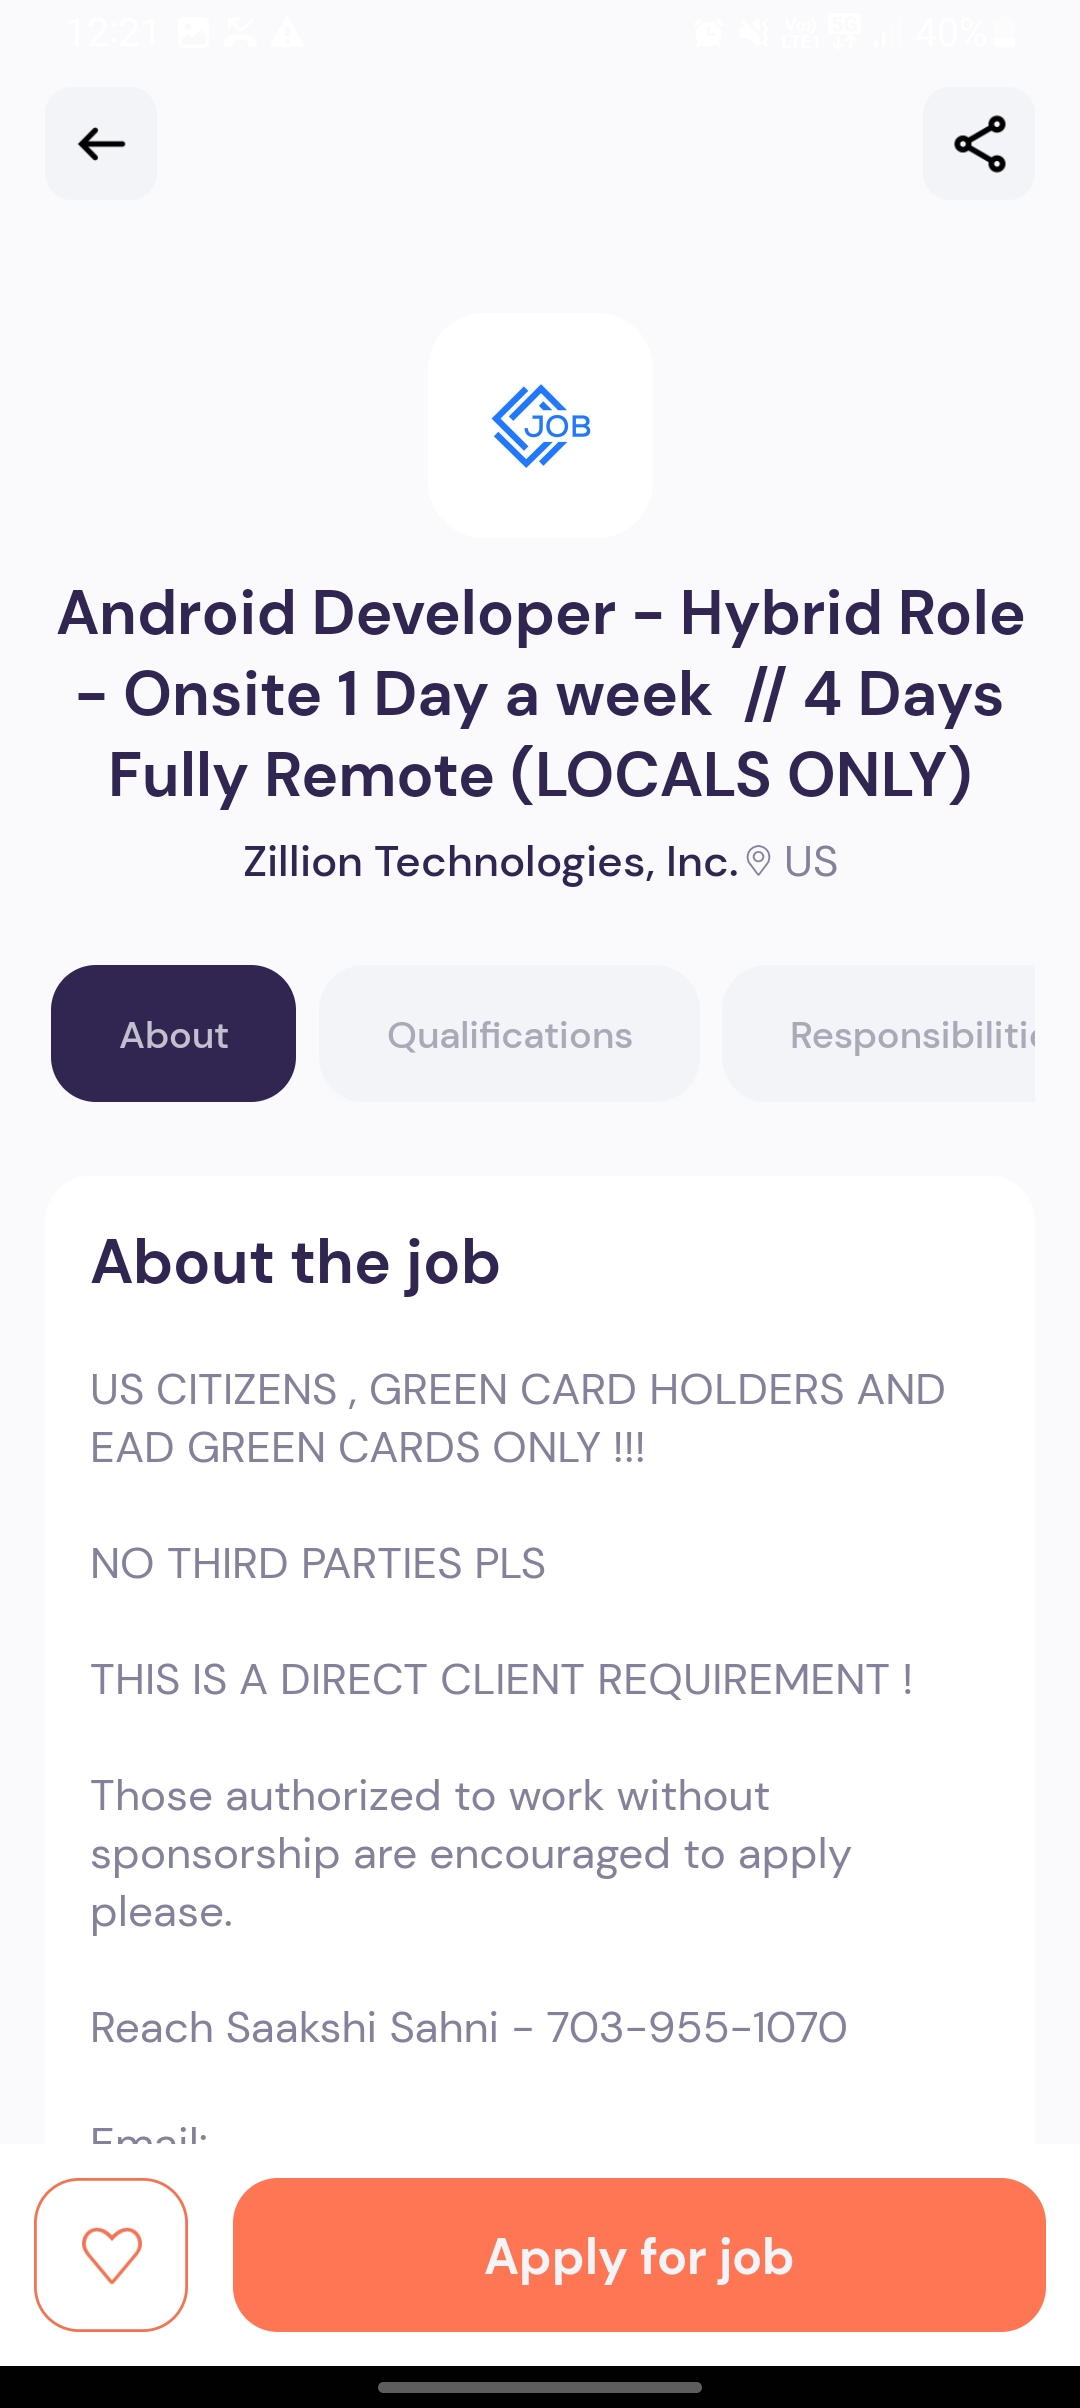 12:21
40%
JOB
Android Developer - Hybrid Role
- Onsite 1 Day a week // 4 Days
Fully Remote (LOCALS ONLY)
Zillion Technologies, Inc. US
About
Qualifications
Responsibilitie
About the job
US CITIZENS , GREEN CARD HOLDERS AND
EAD GREEN CARDS ONLY !!!
NO THIRD PARTIES PLS
THIS IS A DIRECT CLIENT REQUIREMENT !
Those authorized to work without
sponsorship are encouraged to apply
please.
Reach Saakshi Sahni - 703-955-1070
Email:
Apply for job